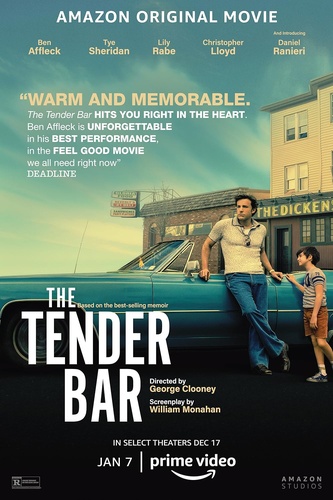 AMAZON ORIGINAL MOVIE
Ben Affleck
Tye Sheridan
Lily Rabe
Christopher Lloyd
And Introducing
Daniel Ranieri
“WARM AND MEMORABLE.
The Tender Bar HITS YOU RIGHT IN THE HEART.
Ben Affleck is UNFORGETTABLE
in his BEST PERFORMANCE,
in the FEEL GOOD MOVIE
we all need right now”
DEADLINE
AMAZON
STUDIOS
THE DICKENS
THE
Based on the best-selling memoir
TENDER
BAR
Directed by
George Clooney
Screenplay by
William Monahan
IN SELECT THEATERS DEC 17
JAN 7
prime video
R
AMAZON
STUDIOS